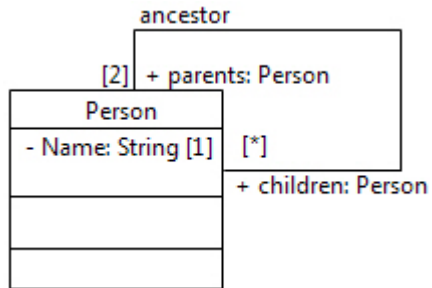 ancestor
[2] + parents: Person
Person
- Name: String [1] [*]
+ children: Person